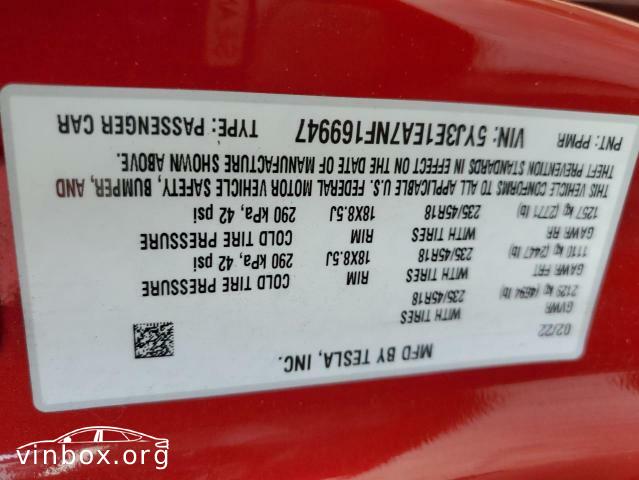 MFD BY TESLA, INC.
02/22
GVWR
2129 kg (4694 lb)
GAWR FRT
1110 kg (2447 lb)
WITH TIRES
235/45R18
RIM
18X8.5J
COLD TIRE PRESSURE
290 kPa, 42 psi
GAWR RR
1257 kg (2771 lb)
WITH TIRES
235/45R18
RIM
18X8.5J
COLD TIRE PRESSURE
290 kPa, 42 psi
THIS VEHICLE CONFORMS TO ALL APPLICABLE U.S. FEDERAL MOTOR VEHICLE SAFETY, BUMPER, AND
THEFT PREVENTION STANDARDS IN EFFECT ON THE DATE OF MANUFACTURE SHOWN ABOVE.
PNT: PPMR VIN: 5YJ3E1EA7NF169947 TYPE: PASSENGER CAR
vinbox.org